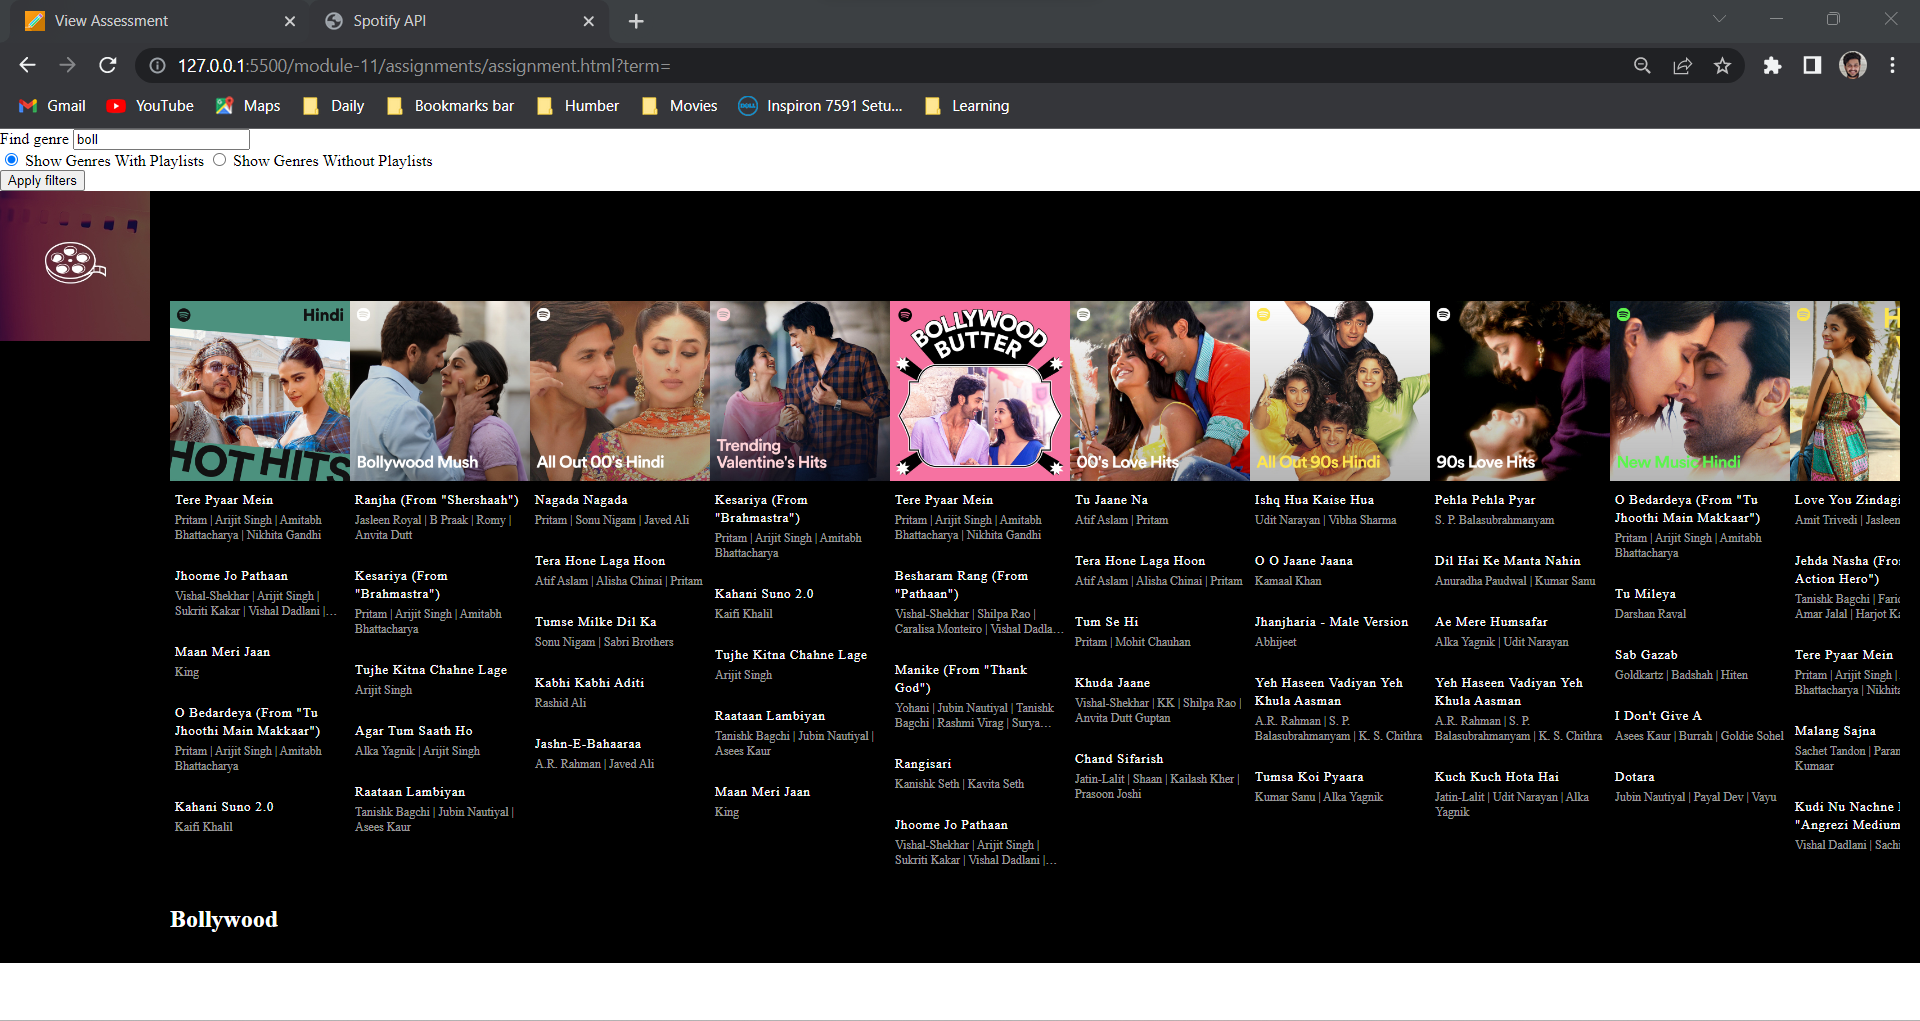 View Assessment
Spotify API
127.0.0.1:5500/module-11/assignments/assignment.html?term=
Gmail
YouTube
Maps
Daily
Bookmarks bar
Humber
Movies
Inspiron 7591 Setu...
Learning
Find genre boll
Show Genres With Playlists Show Genres Without Playlists
Apply filters
Hindi
HOT HITS
Tere Pyaar Mein
Pritam | Arijit Singh | Amitabh
Bhattacharya | Nikhita Gandhi
Jhoome Jo Pathaan
Vishal-Shekhar | Arijit Singh |
Sukriti Kakar | Vishal Dadlani |...
Maan Meri Jaan
King
O Bedardeya (From "Tu
Jhoothi Main Makkaar")
Pritam | Arijit Singh | Amitabh
Bhattacharya
Kahani Suno 2.0
Kaifi Khalil
Bollywood Mush
Ranjha (From "Shershaah")
Jasleen Royal | B Praak | Romy |
Anvita Dutt
Kesariya (From
"Brahmastra")
Pritam | Arijit Singh | Amitabh
Bhattacharya
Tujhe Kitna Chahne Lage
Arijit Singh
Agar Tum Saath Ho
Alka Yagnik | Arijit Singh
Raataan Lambiyan
Tanishk Bagchi | Jubin Nautiyal |
Asees Kaur
All Out 00's Hindi
Nagada Nagada
Pritam | Sonu Nigam | Javed Ali
Tera Hone Laga Hoon
Atif Aslam | Alisha Chinai | Pritam
Tumse Milke Dil Ka
Sonu Nigam | Sabri Brothers
Kabhi Kabhi Aditi
Rashid Ali
Jashn-E-Bahaaraa
A.R. Rahman | Javed Ali
Trending
Valentine's Hits
Kesariya (From
"Brahmastra")
Pritam | Arijit Singh | Amitabh
Bhattacharya
Kahani Suno 2.0
Kaifi Khalil
Tujhe Kitna Chahne Lage
Arijit Singh
Raataan Lambiyan
Tanishk Bagchi | Jubin Nautiyal |
Asees Kaur
Maan Meri Jaan
King
BOLLYWOOD
BUTTER
Tere Pyaar Mein
Pritam | Arijit Singh | Amitabh
Bhattacharya | Nikhita Gandhi
Besharam Rang (From
"Pathaan")
Vishal-Shekhar | Shilpa Rao |
Caralisa Monteiro | Vishal Dadla...
Manike (From "Thank
God")
Yohani | Jubin Nautiyal | Tanishk
Bagchi | Rashmi Virag | Surya...
Rangisari
Kanishk Seth | Kavita Seth
Jhoome Jo Pathaan
Vishal-Shekhar | Arijit Singh |
Sukriti Kakar | Vishal Dadlani |...
00's Love Hits
Tu Jaane Na
Atif Aslam | Pritam
Tera Hone Laga Hoon
Atif Aslam | Alisha Chinai | Pritam
Tum Se Hi
Pritam | Mohit Chauhan
Khuda Jaane
Vishal-Shekhar | KK | Shilpa Rao |
Anvita Dutt Guptan
Chand Sifarish
Jatin-Lalit | Shaan | Kailash Kher |
Prasoon Joshi
All Out 90s Hindi
Ishq Hua Kaise Hua
Udit Narayan | Vibha Sharma
O O Jaane Jaana
Kamaal Khan
Jhanjharia - Male Version
Abhijeet
Yeh Haseen Vadiyan Yeh
Khula Aasman
A.R. Rahman | S. P.
Balasubrahmanyam | K. S. Chithra
Tumsa Koi Pyaara
Kumar Sanu | Alka Yagnik
90s Love Hits
Pehla Pehla Pyar
S. P. Balasubrahmanyam
Dil Hai Ke Manta Nahin
Anuradha Paudwal | Kumar Sanu
Ae Mere Humsafar
Alka Yagnik | Udit Narayan
Yeh Haseen Vadiyan Yeh
Khula Aasman
A.R. Rahman | S. P.
Balasubrahmanyam | K. S. Chithra
Kuch Kuch Hota Hai
Jatin-Lalit | Udit Narayan | Alka
Yagnik
New Music Hindi
O Bedardeya (From "Tu
Jhoothi Main Makkaar")
Pritam | Arijit Singh | Amitabh
Bhattacharya
Tu Mileya
Darshan Raval
Sab Gazab
Goldkartz | Badshah | Hiten
I Don't Give A
Asees Kaur | Burrah | Goldie Sohel
Dotara
Jubin Nautiyal | Payal Dev | Vayu
Love You Zindagi
Amit Trivedi | Jasleen
Jehda Nasha (Fro
Action Hero")
Tanishk Bagchi | Farid
Amar Jalal | Harjot Ka
Tere Pyaar Mein
Pritam | Arijit Singh |
Bhattacharya | Nikhita
Malang Sajna
Sachet Tandon | Paran
Kumaar
Kudi Nu Nachne
"Angrezi Medium
Vishal Dadlani | Sachi
Bollywood